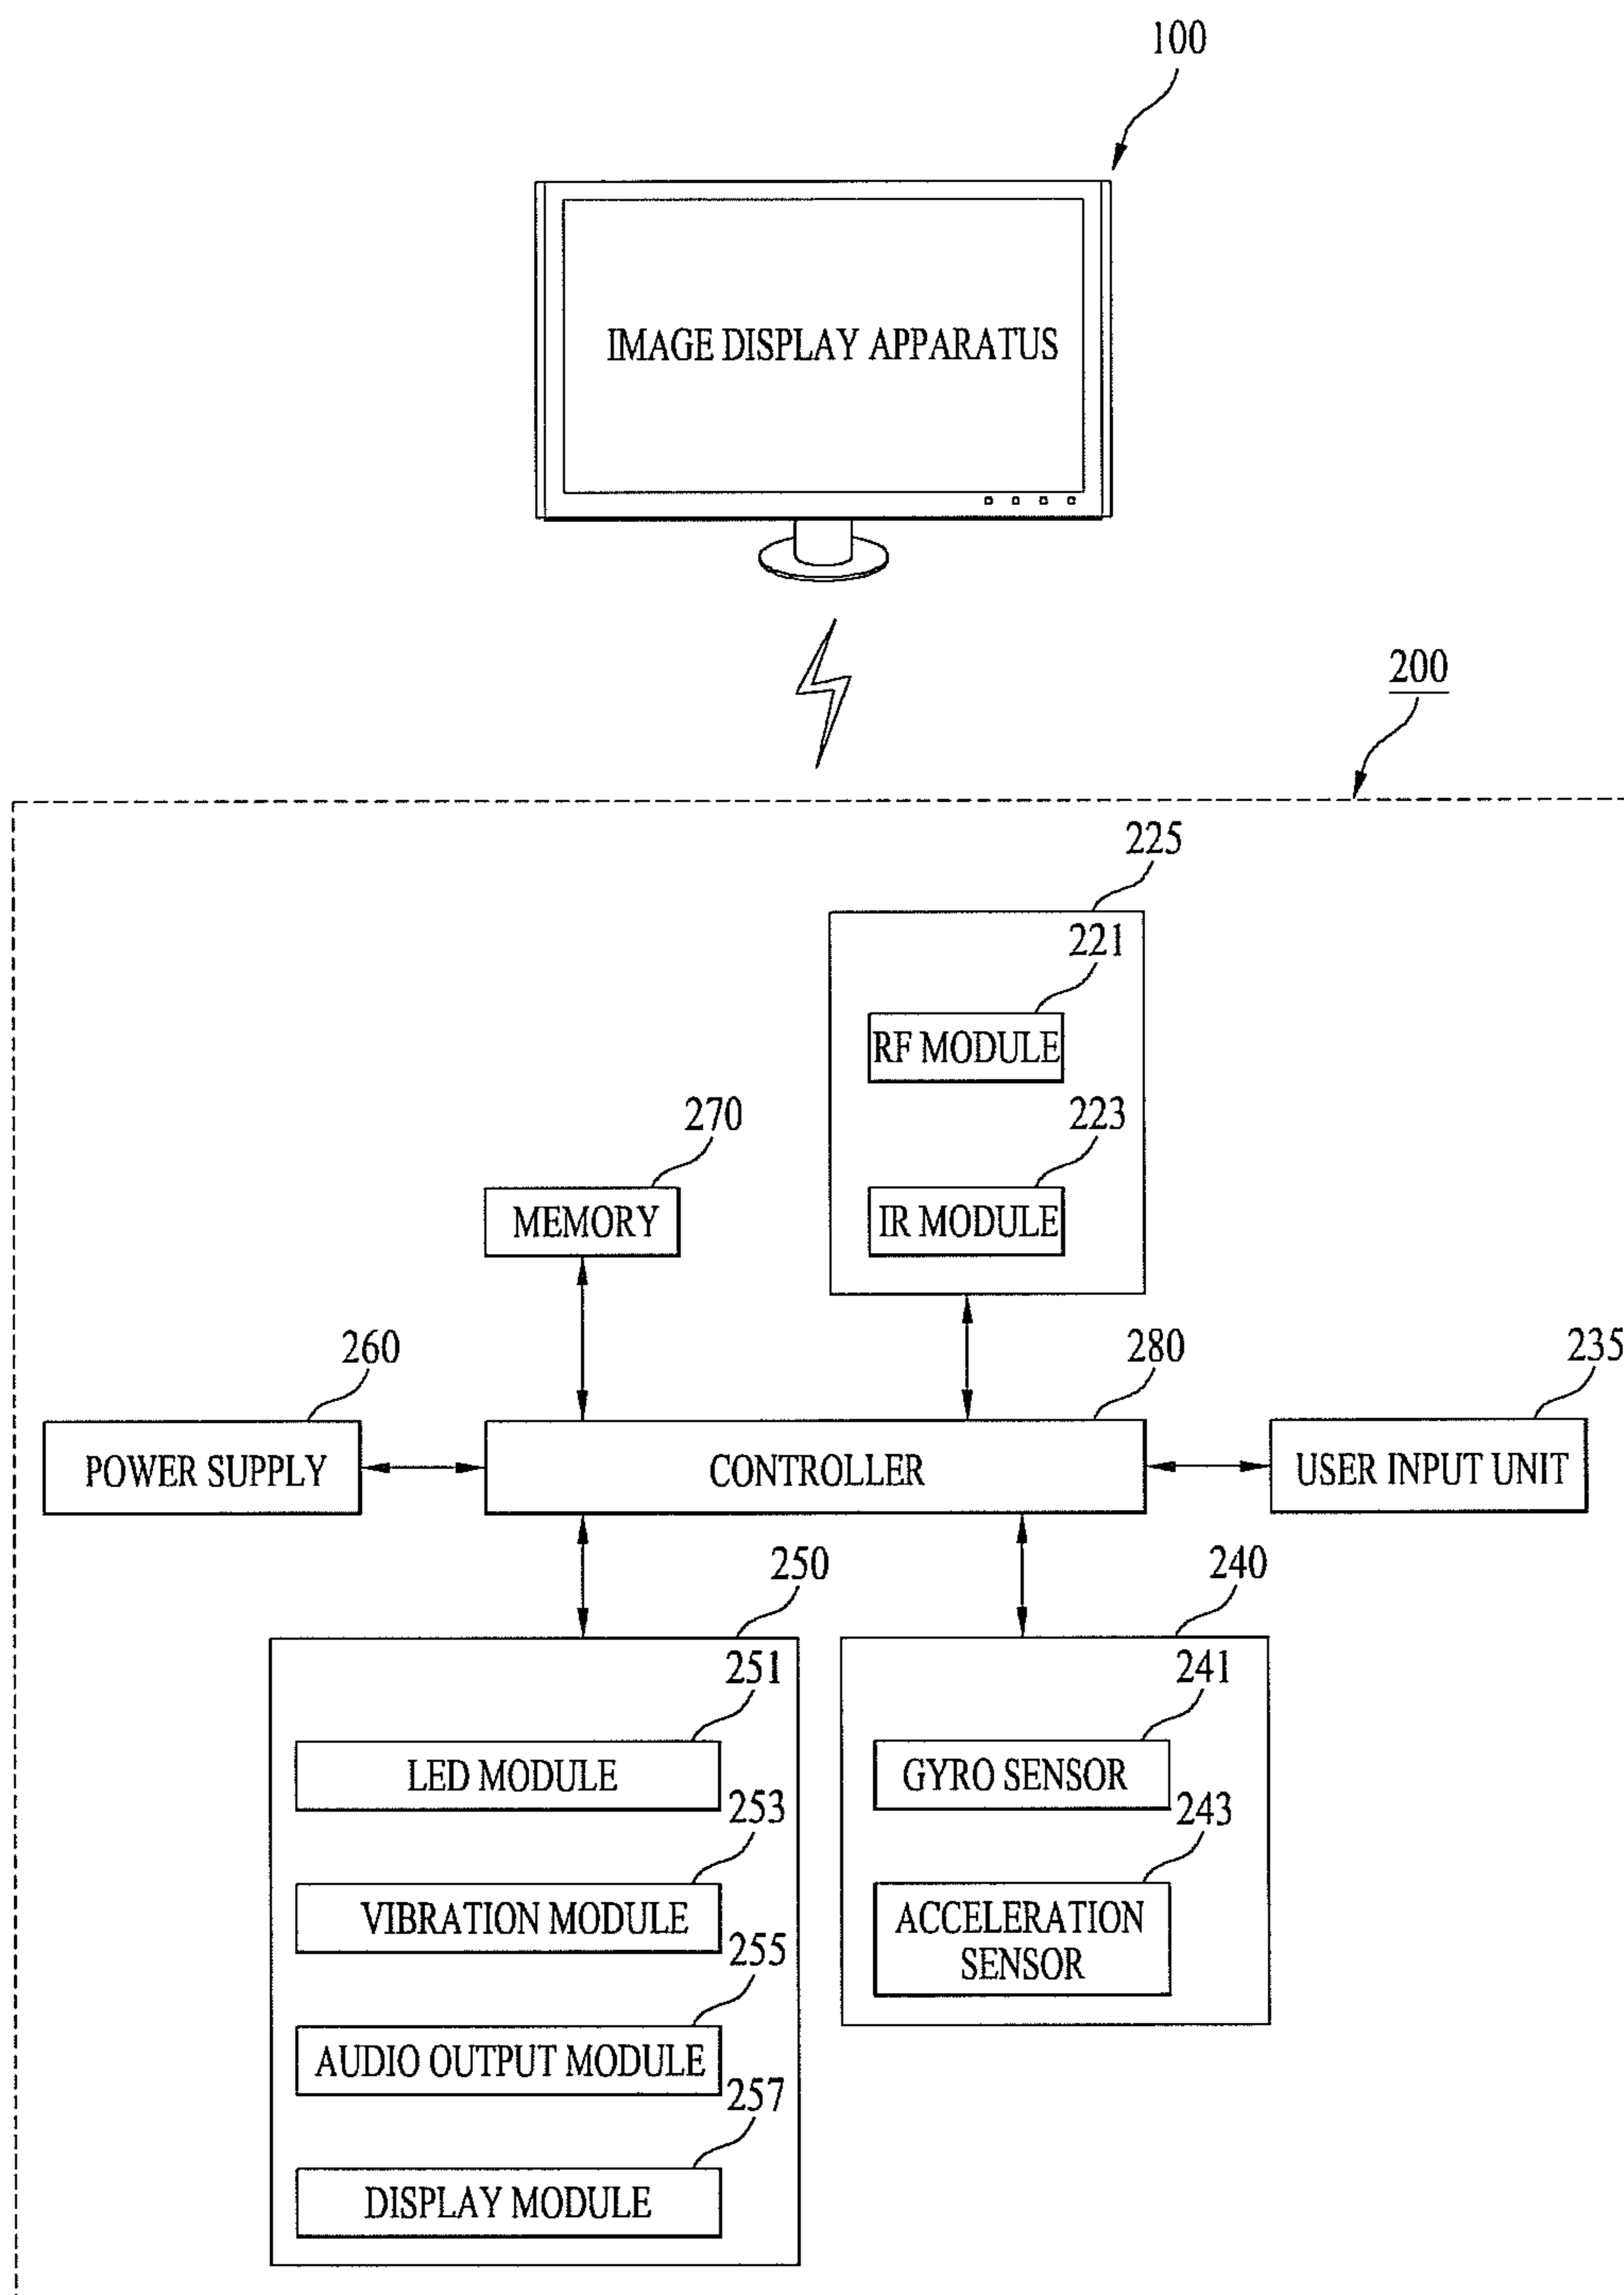 100
IMAGE DISPLAY APPARATUS
200
225
221
RF MODULE
270
223
MEMORY
IR MODULE
260
280
235
POWER SUPPLY
CONTROLLER
USER INPUT UNIT
250
240
251
241
LED MODULE
GYRO SENSOR
253
243
VIBRATION MODULE
ACCELERATION
SENSOR
255
AUDIO OUTPUT MODULE
257
DISPLAY MODULE